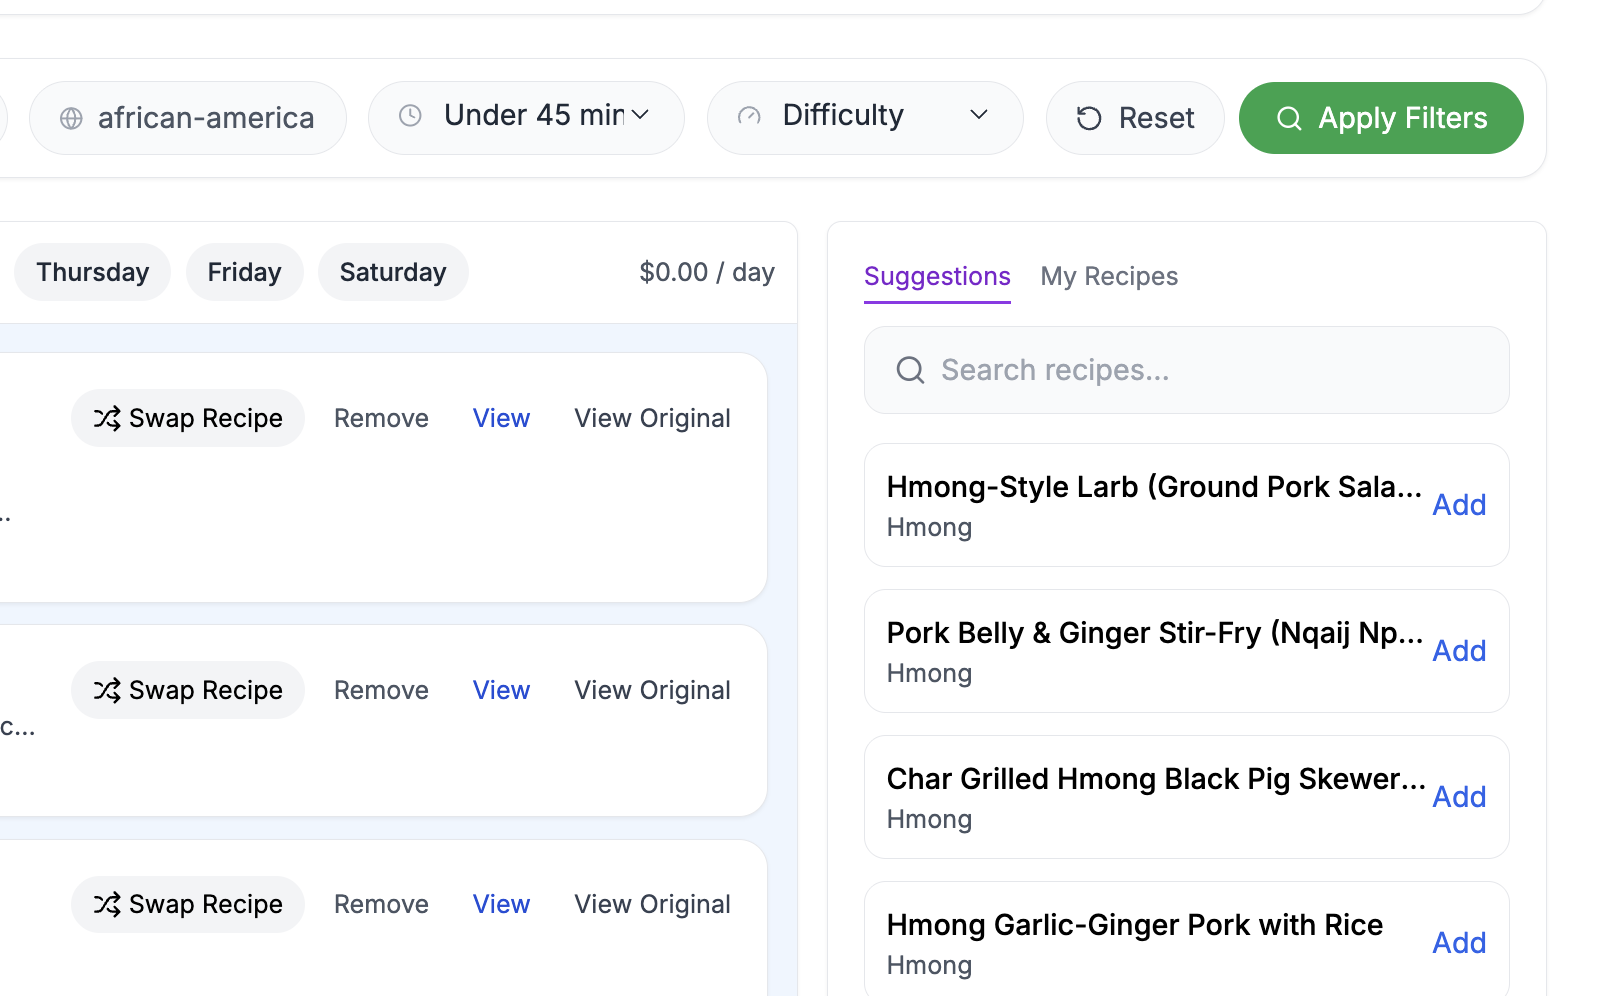 african-america
Under 45 min
Difficulty
Reset
Apply Filters
Thursday
Friday
Saturday
$0.00 / day
Swap Recipe
Remove
View
View Original
..
Swap Recipe
Remove
View
View Original
c...
Swap Recipe
Remove
View
View Original
Suggestions
My Recipes
Search recipes...
Hmong-Style Larb (Ground Pork Sala...
Hmong
Add
Pork Belly & Ginger Stir-Fry (Nqaij Np...
Hmong
Add
Char Grilled Hmong Black Pig Skewer...
Hmong
Add
Hmong Garlic-Ginger Pork with Rice
Hmong
Add